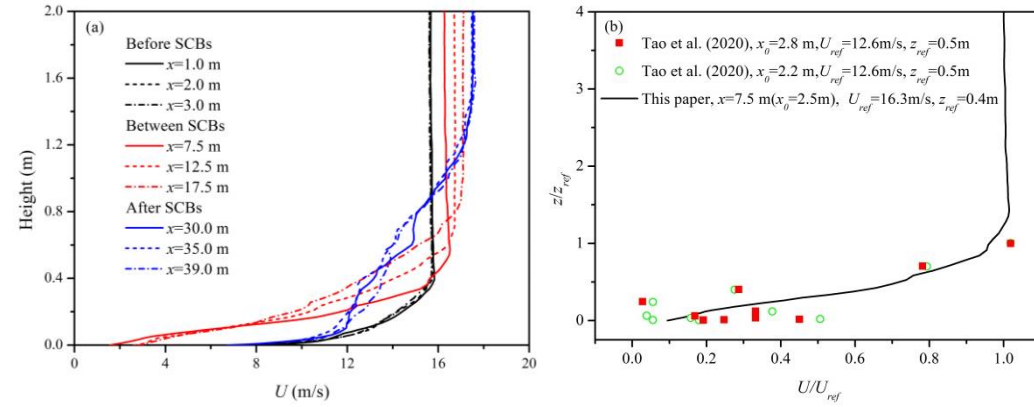 (a)
Before SCBs
x=1.0 m
x=2.0 m
x=3.0 m
Between SCBs
x=7.5 m
x=12.5 m
x=17.5 m
After SCBs
x=30.0 m
x=35.0 m
x=39.0 m
Height (m)
2.0
1.6
1.2
0.8
0.4
0.0
0
4
8
12
16
20
U (m/s)
(b)
Tao et al. (2020), x0=2.8 m,Uref=12.6m/s, zref=0.5m
Tao et al. (2020), x0=2.2 m,Uref=12.6m/s, zref=0.5m
This paper, x=7.5 m(x0=2.5m), Uref=16.3m/s, zref=0.4m
z/zref
4
3
2
1
0
0.0
0.2
0.4
0.6
0.8
1.0
U/Uref